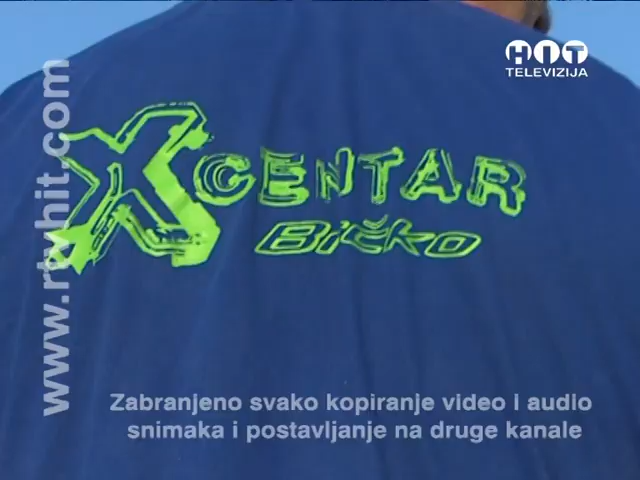 HIT
TELEVIZIJA
www.rtvhit.com
XCENTAR
Bičko
Zabranjeno svako kopiranje video I audIo
snimaka i postavljanje na druge kanale